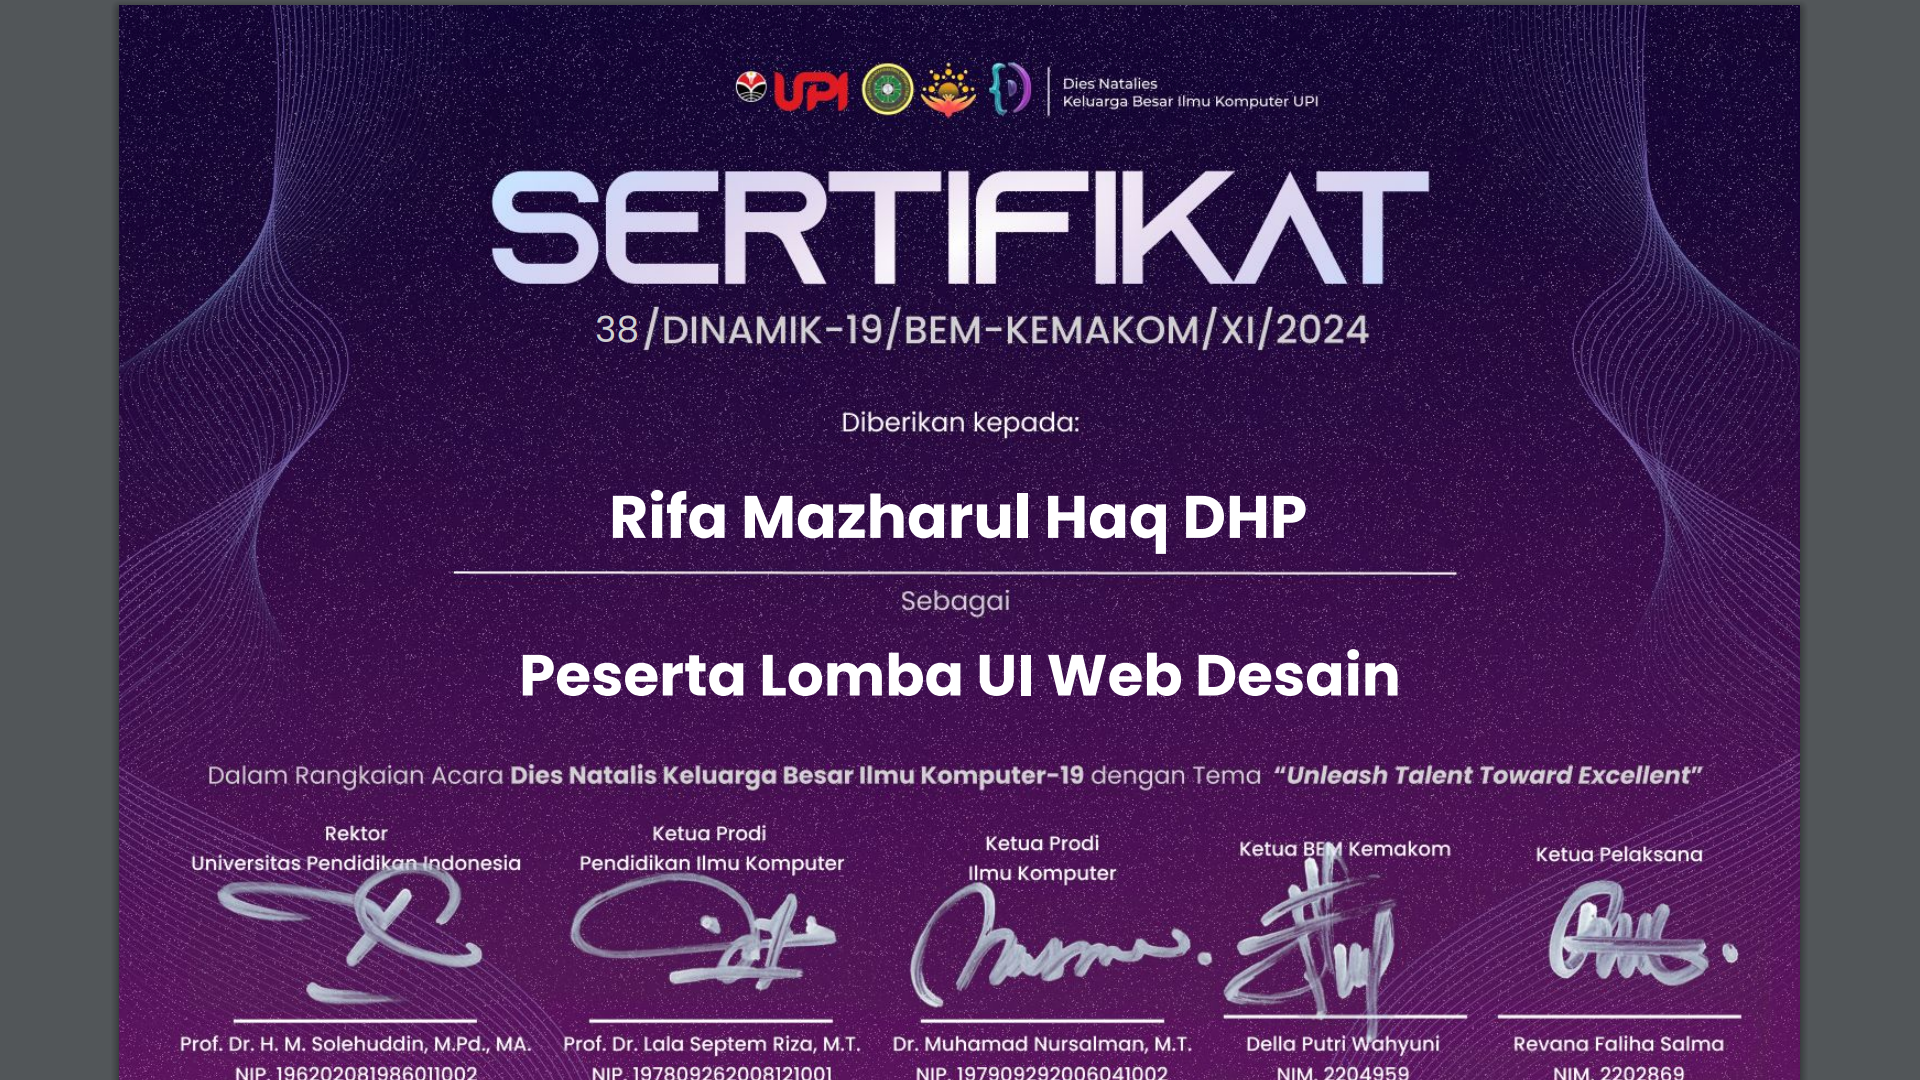 UPI
Dies Natalies
Keluarga Besar Ilmu Komputer UPI
SERTIFIKAT
38/DINAMIK-19/BEM-KEMAKOM/XI/2024
Diberikan kepada:
Rifa Mazharul Haq DHP
Sebagai
Peserta Lomba UI Web Desain
Dalam Rangkaian Acara Dies Natalis Keluarga Besar Ilmu Komputer-19 dengan Tema “Unleash Talent Toward Excellent”
Rektor
Universitas Pendidikan Indonesia
Prof. Dr. H. M. Solehuddin, M.Pd., MA.
NIP. 196202081986011002
Ketua Prodi
Pendidikan Ilmu Komputer
Prof. Dr. Lala Septem Riza, M.T.
NIP. 197809262008121001
Ketua Prodi
Ilmu Komputer
Dr. Muhamad Nursalman, M.T.
NIP. 197909292006041002
Ketua BEM Kemakom
Della Putri Wahyuni
NIM. 2204959
Ketua Pelaksana
Revana Faliha Salma
NIM. 2202869